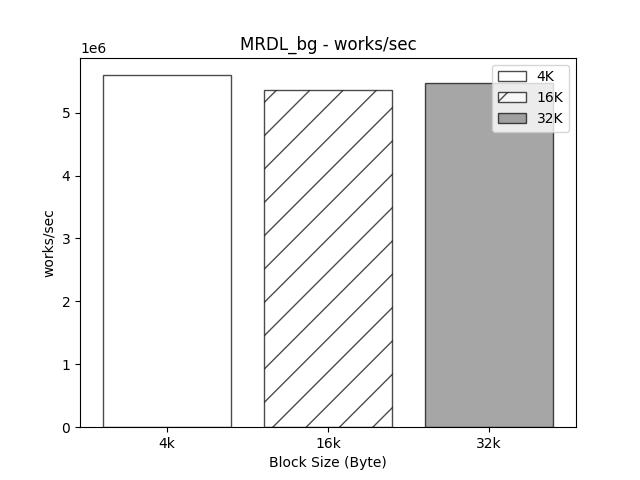 MRDL_bg - works/sec
1e6
5
4
3
2
1
0
works/sec
4K
16K
32K
4k
16k
32k
Block Size (Byte)